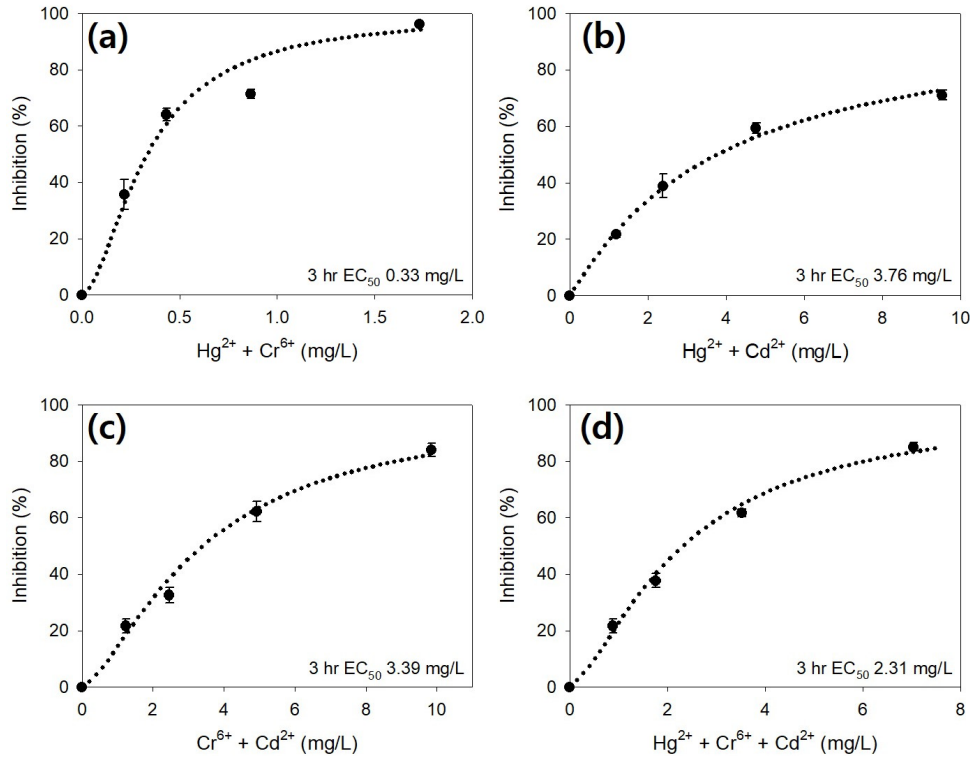 (a)
Inhibition (%)
100
80
60
40
20
0
3 hr EC50 0.33 mg/L
0.0 0.5 1.0 1.5 2.0
Hg2+ + Cr6+ (mg/L)
(b)
Inhibition (%)
100
80
60
40
20
0
3 hr EC50 3.76 mg/L
0 2 4 6 8 10
Hg2+ + Cd2+ (mg/L)
(c)
Inhibition (%)
100
80
60
40
20
0
3 hr EC50 3.39 mg/L
0 2 4 6 8 10
Cr6+ + Cd2+ (mg/L)
(d)
Inhibition (%)
100
80
60
40
20
0
3 hr EC50 2.31 mg/L
0 2 4 6 8
Hg2+ + Cr6+ + Cd2+ (mg/L)